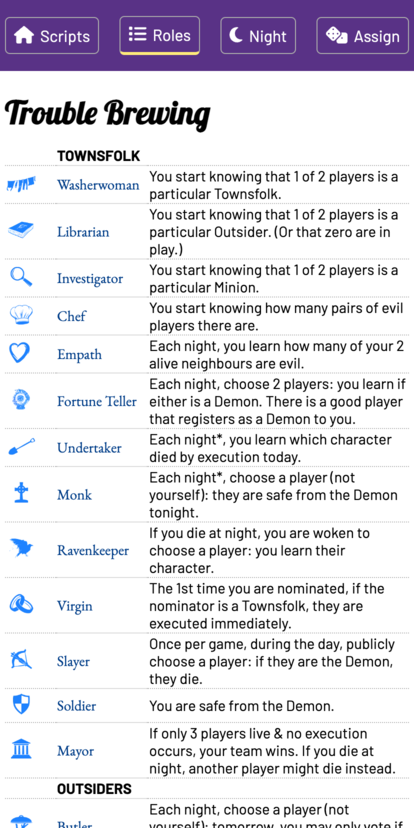 Scripts
Roles
Night
Assign
Trouble Brewing
TOWNSFOLK
Washerwoman
You start knowing that 1 of 2 players is a
particular Townsfolk.
Librarian
You start knowing that 1 of 2 players is a
particular Outsider. (Or that zero are in
play.)
Investigator
You start knowing that 1 of 2 players is a
particular Minion.
Chef
You start knowing how many pairs of evil
players there are.
Empath
Each night, you learn how many of your 2
alive neighbours are evil.
Fortune Teller
Each night, choose 2 players: you learn if
either is a Demon. There is a good player
that registers as a Demon to you.
Undertaker
Each night*, you learn which character
died by execution today.
Monk
Each night*, choose a player (not
yourself): they are safe from the Demon
tonight.
Ravenkeeper
If you die at night, you are woken to
choose a player: you learn their
character.
Virgin
The 1st time you are nominated, if the
nominator is a Townsfolk, they are
executed immediately.
Slayer
Once per game, during the day, publicly
choose a player: if they are the Demon,
they die.
Soldier
You are safe from the Demon.
Mayor
If only 3 players live & no execution
occurs, your team wins. If you die at
night, another player might die instead.
OUTSIDERS
Butler
Each night, choose a player (not
yourself): tomorrow, you may only vote if